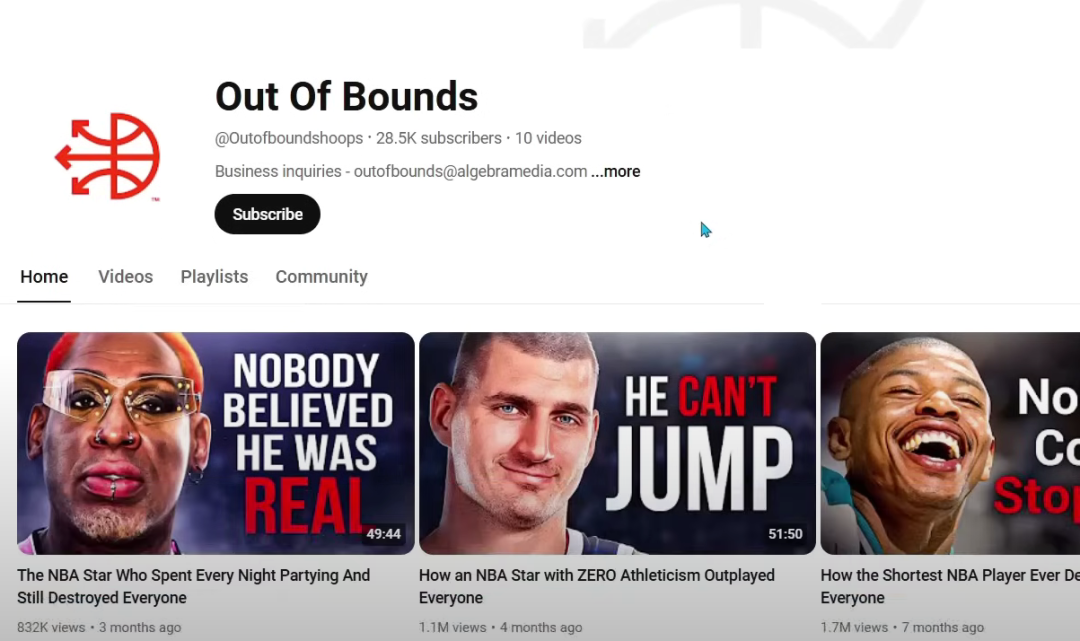 Out Of Bounds
@Outofboundshoops · 28.5K subscribers · 10 videos
Business inquiries - outofbounds@algebramedia.com ...more
Subscribe
Home Videos Playlists Community
NOBODY
BELIEVED
HE WAS
REAL
49:44
HE CAN'T
JUMP
51:50
No
Co
Stop
The NBA Star Who Spent Every Night Partying And
Still Destroyed Everyone
832K views • 3 months ago
How an NBA Star with ZERO Athleticism Outplayed
Everyone
1.1M views • 4 months ago
How the Shortest NBA Player Ever De
Everyone
1.7M views • 7 months ago